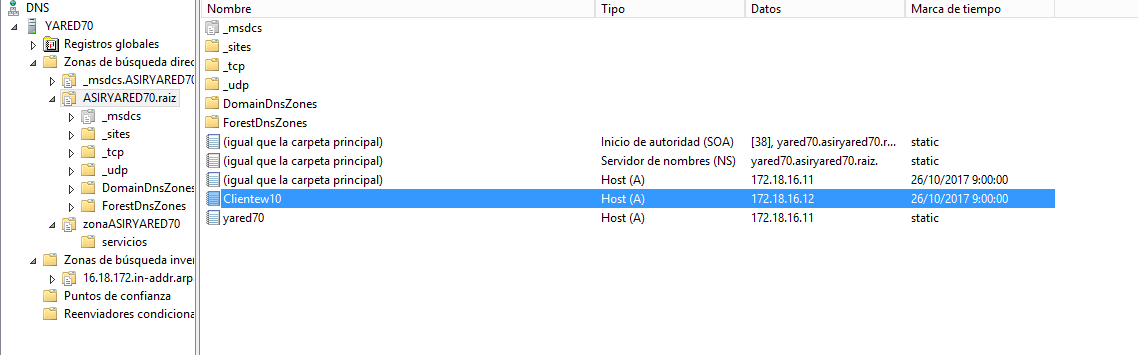 DNS
YARED70
Registros globales
Zonas de búsqueda direc
_msdcs.ASIRYARED70
ASIRYARED70.raiz
_msdcs
_sites
_tcp
_udp
DomainDnsZones
ForestDnsZones
zonaASIRYARED70
servicios
Zonas de búsqueda inver
16.18.172.in-addr.arp
Puntos de confianza
Reenviadores condiciona
Nombre Tipo Datos Marca de tiempo
_msdcs
_sites
_tcp
_udp
DomainDnsZones
ForestDnsZones
(igual que la carpeta principal) Inicio de autoridad (SOA) [38], yared70.asiryared70.r... static
(igual que la carpeta principal) Servidor de nombres (NS) yared70.asiryared70.raiz. static
(igual que la carpeta principal) Host (A) 172.18.16.11 26/10/2017 9:00:00
Clientew10 Host (A) 172.18.16.12 26/10/2017 9:00:00
yared70 Host (A) 172.18.16.11 static